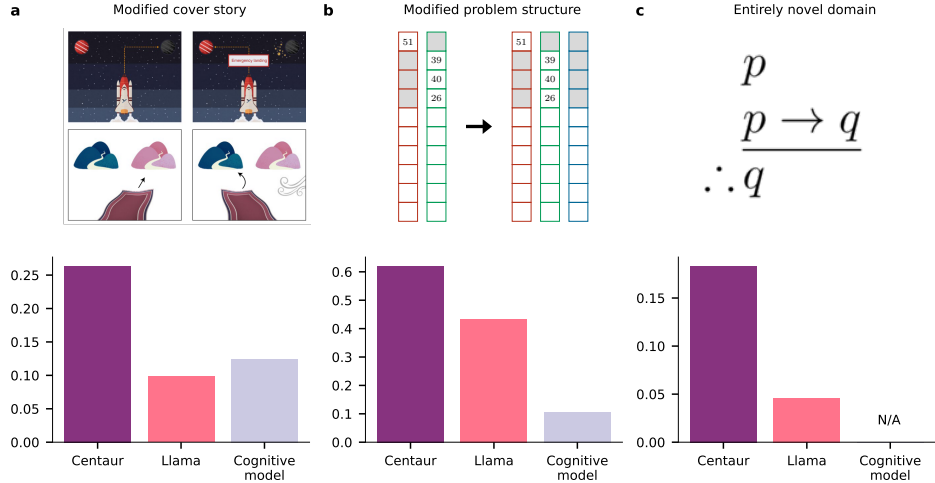 a
Modified cover story
Emergency landing
b
Modified problem structure
51
39
40
26
51
39
40
26
c
Entirely novel domain
p
p → q
∴ q
0.25
0.20
0.15
0.10
0.05
0.00
Centaur
Llama
Cognitive
model
0.6
0.5
0.4
0.3
0.2
0.1
0.0
Centaur
Llama
Cognitive
model
0.15
0.10
0.05
0.00
N/A
Centaur
Llama
Cognitive
model